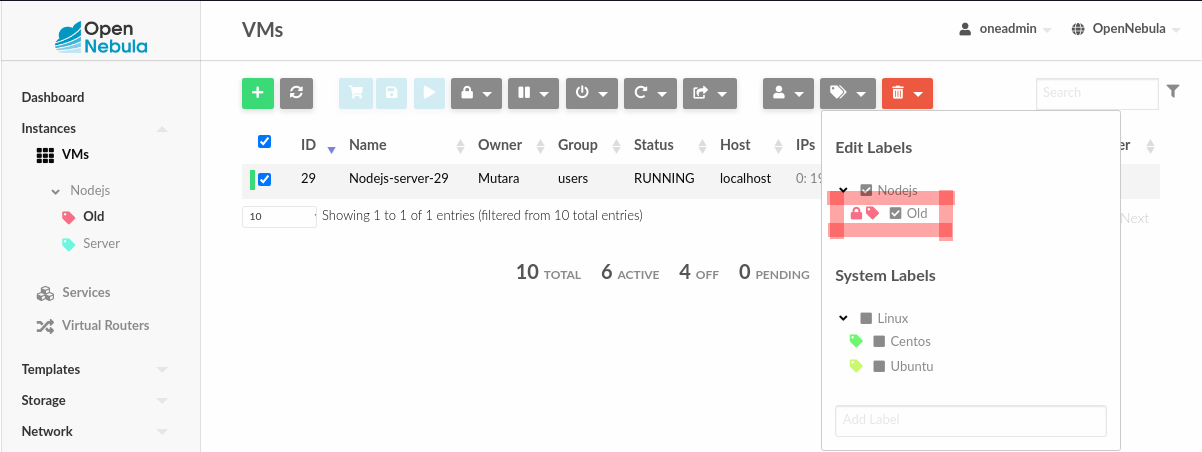 Open
Nebula
VMs
oneadmin
OpenNebula
Dashboard
Instances
VMs
Nodejs
Old
Server
Services
Virtual Routers
Templates
Storage
Network
Search
ID Name Owner Group Status Host IPs er
29 Nodejs-server-29 Mutara users RUNNING localhost 0: 19
10 Showing 1 to 1 of 1 entries (filtered from 10 total entries)
Next
10 TOTAL 6 ACTIVE 4 OFF 0 PENDING
Edit Labels
Nodejs
Old
System Labels
Linux
Centos
Ubuntu
Add Label